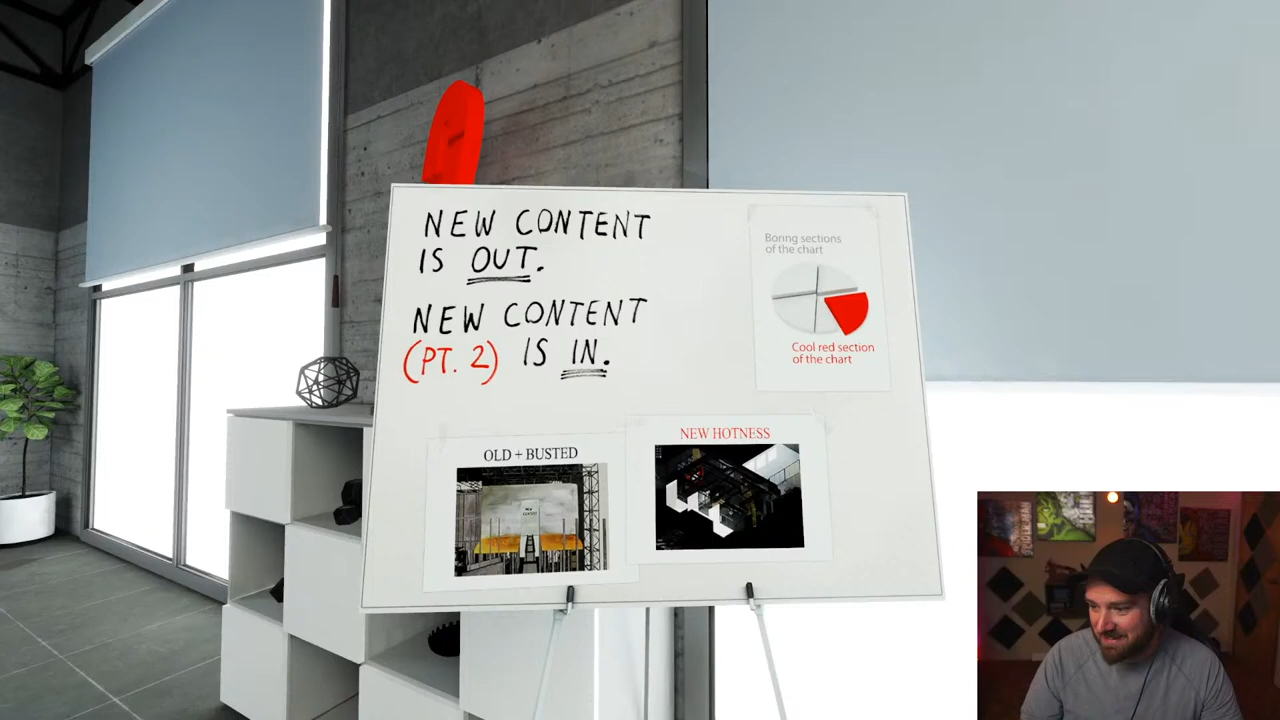 NEW CONTENT
IS OUT.
NEW CONTENT
(PT. 2) IS IN.
Boring sections
of the chart
Cool red section
of the chart
OLD + BUSTED
NEW HOTNESS